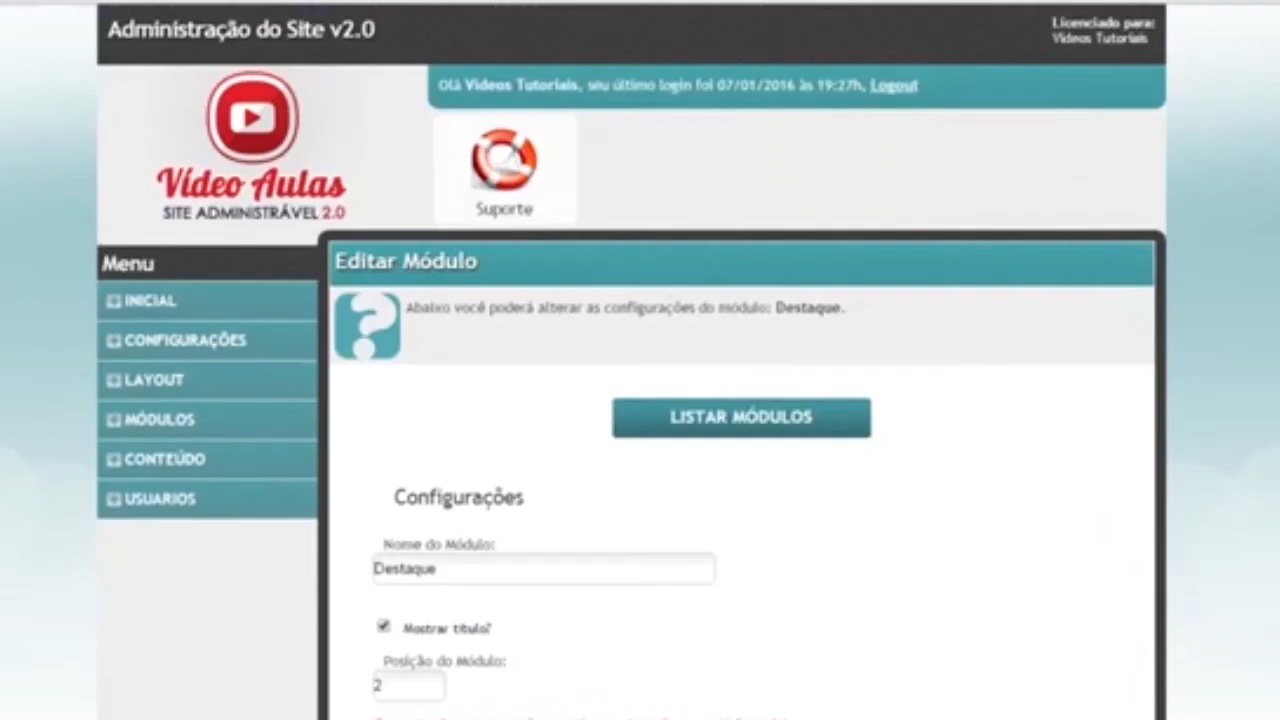 Administração do Site v2.0
Licenciado para:
Videos Tutoriais
Olá Videos Tutoriais, seu último login foi 07/01/2016 às 19:27h, Logout
Vídeo Aulas
SITE ADMINISTRÁVEL 2.0
Suporte
Menu
INICIAL
CONFIGURAÇÕES
LAYOUT
MÓDULOS
CONTEÚDO
USUARIOS
Editar Módulo
Abaixo você poderá alterar as configurações do módulo: Destaque.
LISTAR MÓDULOS
Configurações
Nome do Módulo:
Destaque
Mostrar título?
Posição do Módulo:
2